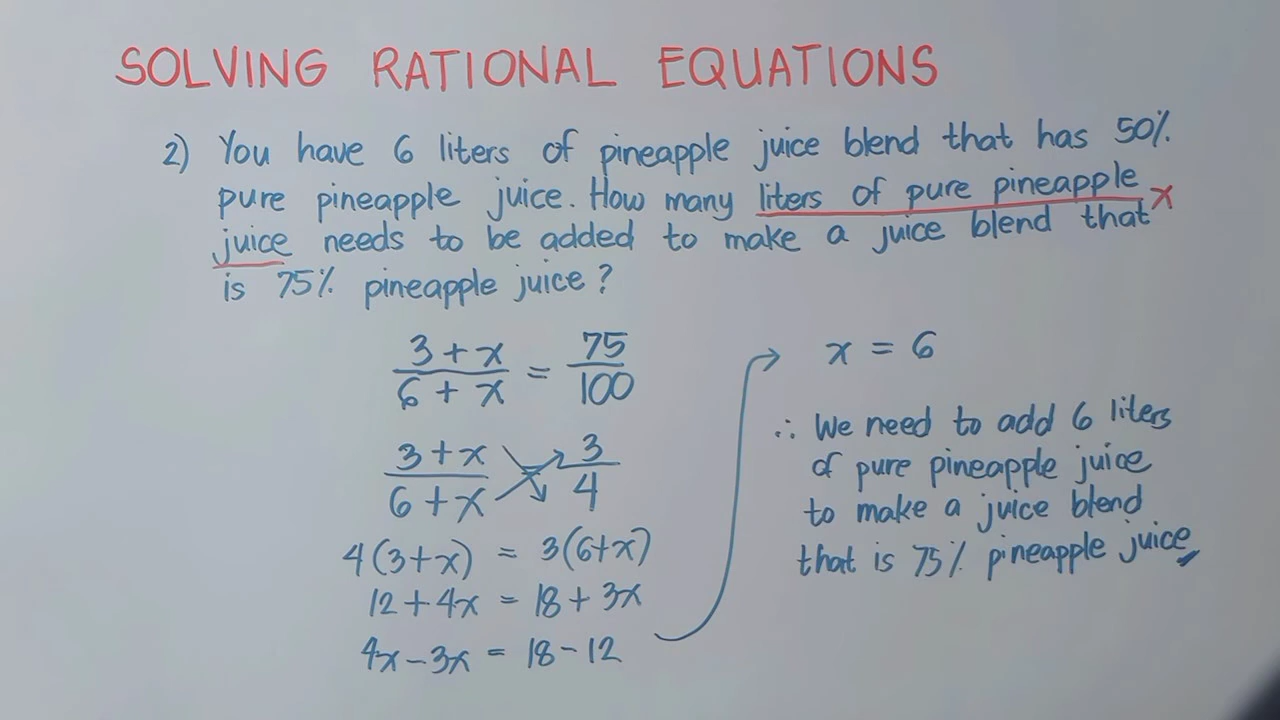 SOLVING RATIONAL EQUATIONS
2) You have 6 liters of pineapple juice blend that has 50%
pure pineapple juice. How many liters of pure pineapple x
juice needs to be added to make a juice blend that
is 75% pineapple juice?
3 + x / 6 + x = 75 / 100
3 + x / 6 + x 3 / 4
4(3+x) = 3(6+x)
12 + 4x = 18 + 3x
4x - 3x = 18 - 12
x = 6
∴ We need to add 6 liters
of pure pineapple juice
to make a juice blend
that is 75% pineapple juice